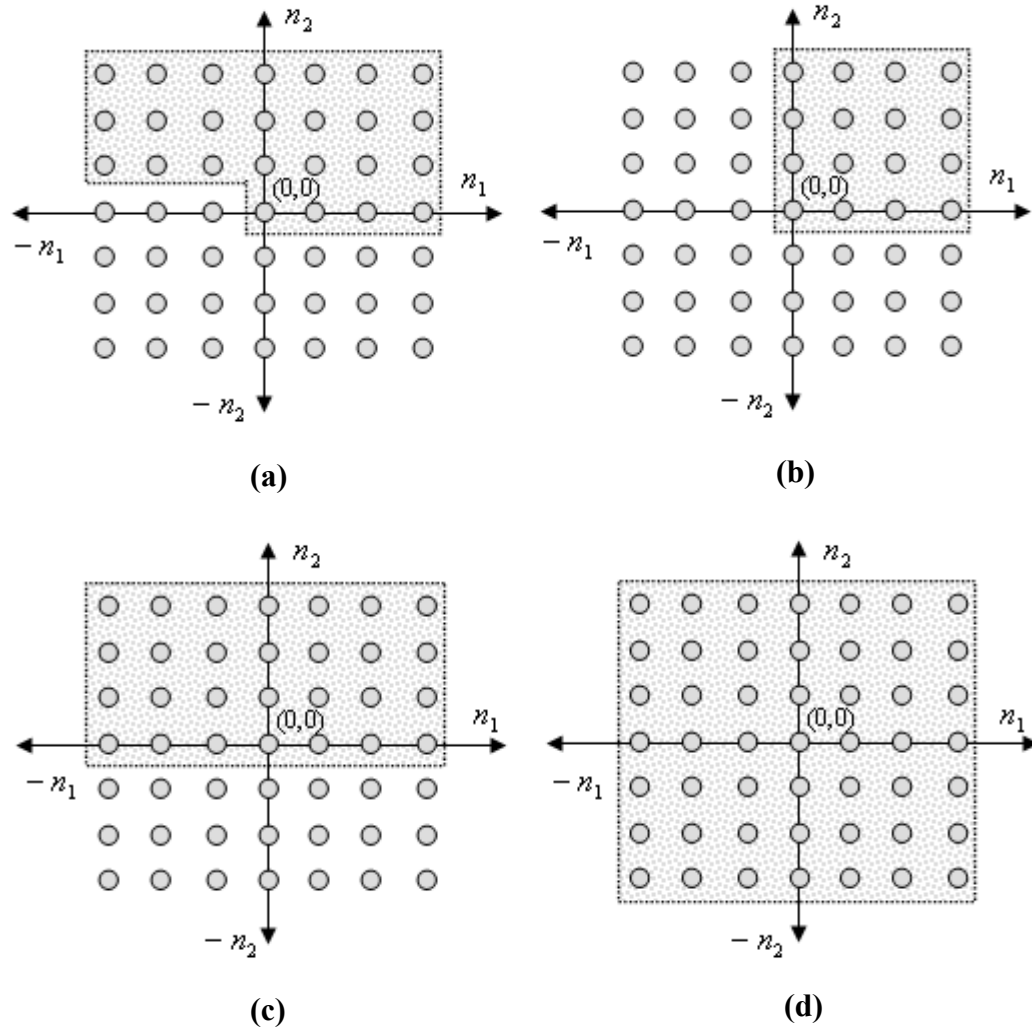 n₂
n₂
(0,0)
n₁
(0,0)
n₁
− n₁
− n₁
− n₂
− n₂
(a)
(b)
n₂
n₂
(0,0)
n₁
(0,0)
n₁
− n₁
− n₁
− n₂
− n₂
(c)
(d)